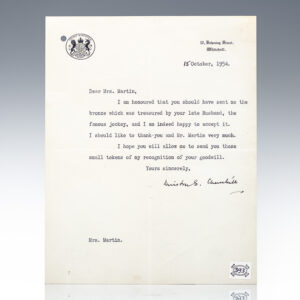 10, Downing Street,
Whitehall.
15 October, 1954.
Dear Mrs. Martin,
I am honoured that you should have sent me the
bronze which was treasured by your late Husband, the
famous jockey, and I am indeed happy to accept it.
I should like to thank you and Mr Martin very much.
I hope you will allow me to send you these
small tokens of my recognition of your goodwill.
Yours sincerely,
Winston S. Churchill
Mrs. Martin.